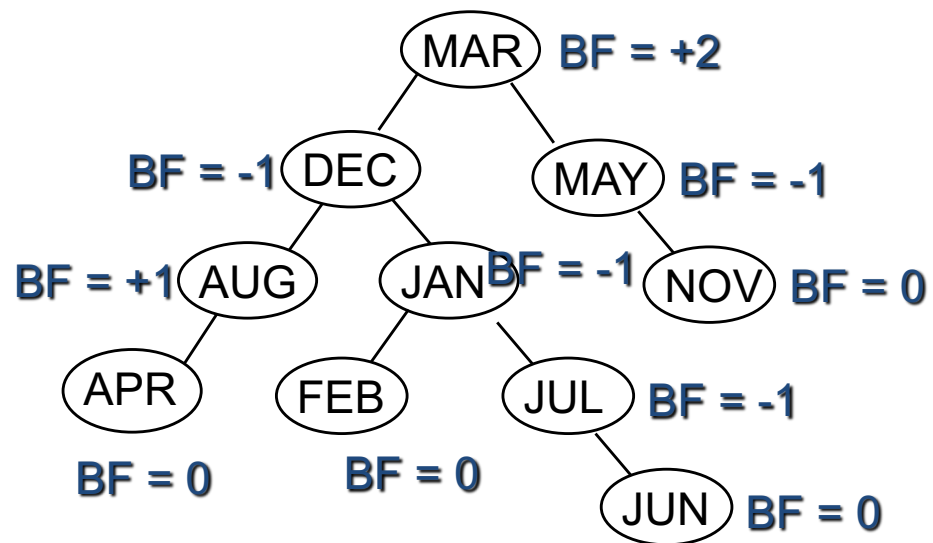 MAR BF = +2
BF = -1 DEC MAY BF = -1
BF = +1 AUG JAN BF = -1 NOV BF = 0
APR FEB JUL BF = -1
BF = 0 BF = 0
JUN BF = 0